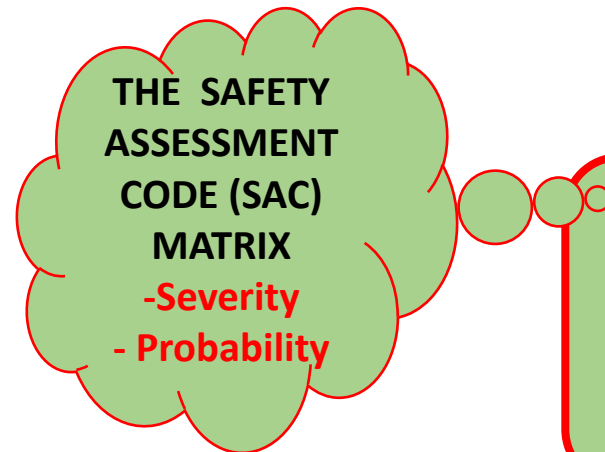 THE SAFETY
ASSESSMENT
CODE (SAC)
MATRIX
-Severity
- Probability